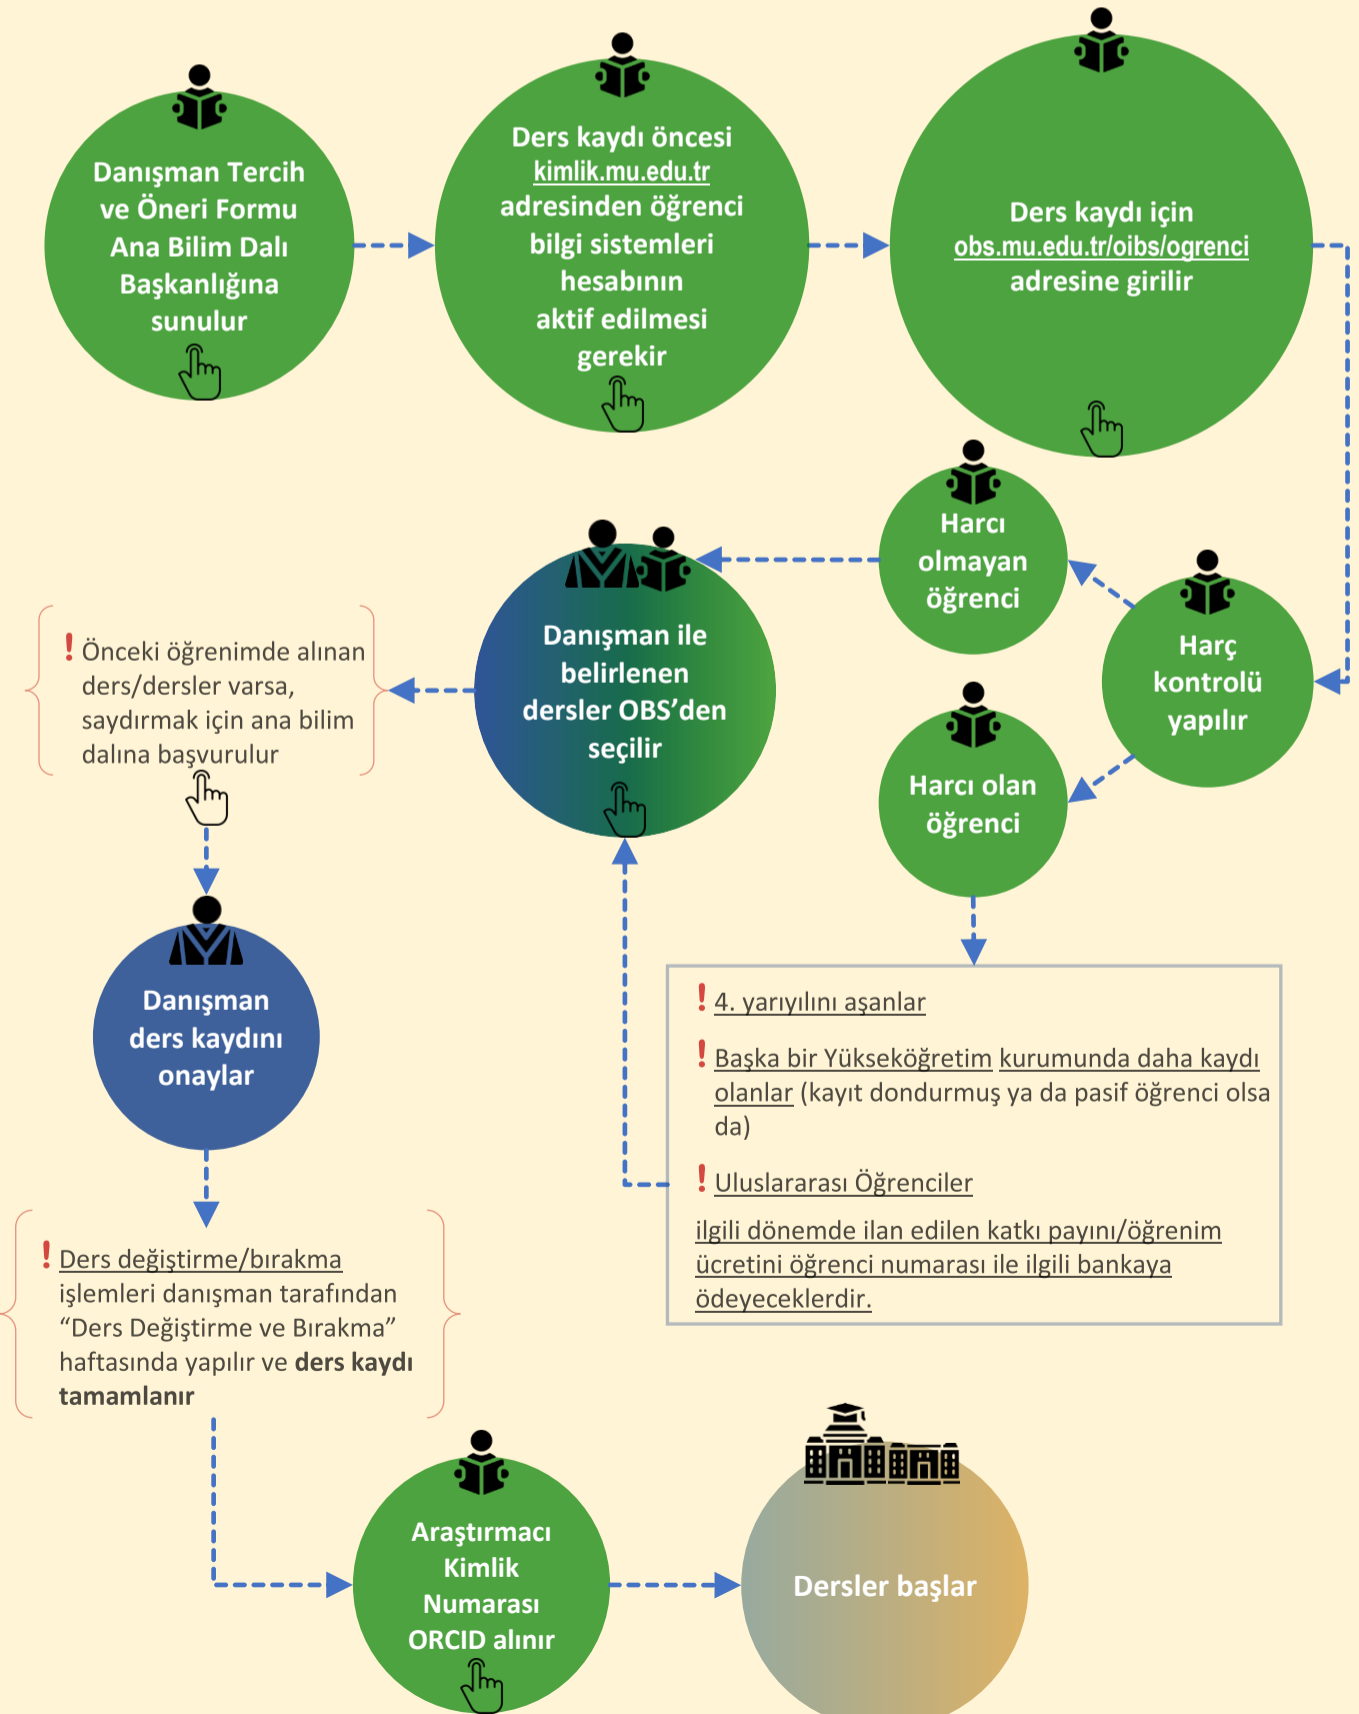 Danışman Tercih
ve Öneri Formu
Ana Bilim Dalı
Başkanlığına
sunulur
Ders kaydı öncesi
kimlik.mu.edu.tr
adresinden öğrenci
bilgi sistemleri
hesabının
aktif edilmesi
gerekir
Ders kaydı için
obs.mu.edu.tr/oibs/ogrenci
adresine girilir
Harç
kontrolü
yapılır
Harcı
olmayan
öğrenci
Harcı olan
öğrenci
! 4. yarıyılını aşanlar
! Başka bir Yükseköğretim kurumunda daha kaydı
olanlar (kayıt dondurmuş ya da pasif öğrenci olsa
da)
! Uluslararası Öğrenciler
ilgili dönemde ilan edilen katkı payını/öğrenim
ücretini öğrenci numarası ile ilgili bankaya
ödeyeceklerdir.
Danışman ile
belirlenen
dersler OBS’den
seçilir
! Önceki öğrenimde alınan
ders/dersler varsa,
saydırmak için ana bilim
dalına başvurulur
Danışman
ders kaydını
onaylar
! Ders değiştirme/bırakma
işlemleri danışman tarafından
“Ders Değiştirme ve Bırakma”
haftasında yapılır ve ders kaydı
tamamlanır
Araştırmacı
Kimlik
Numarası
ORCID alınır
Dersler başlar